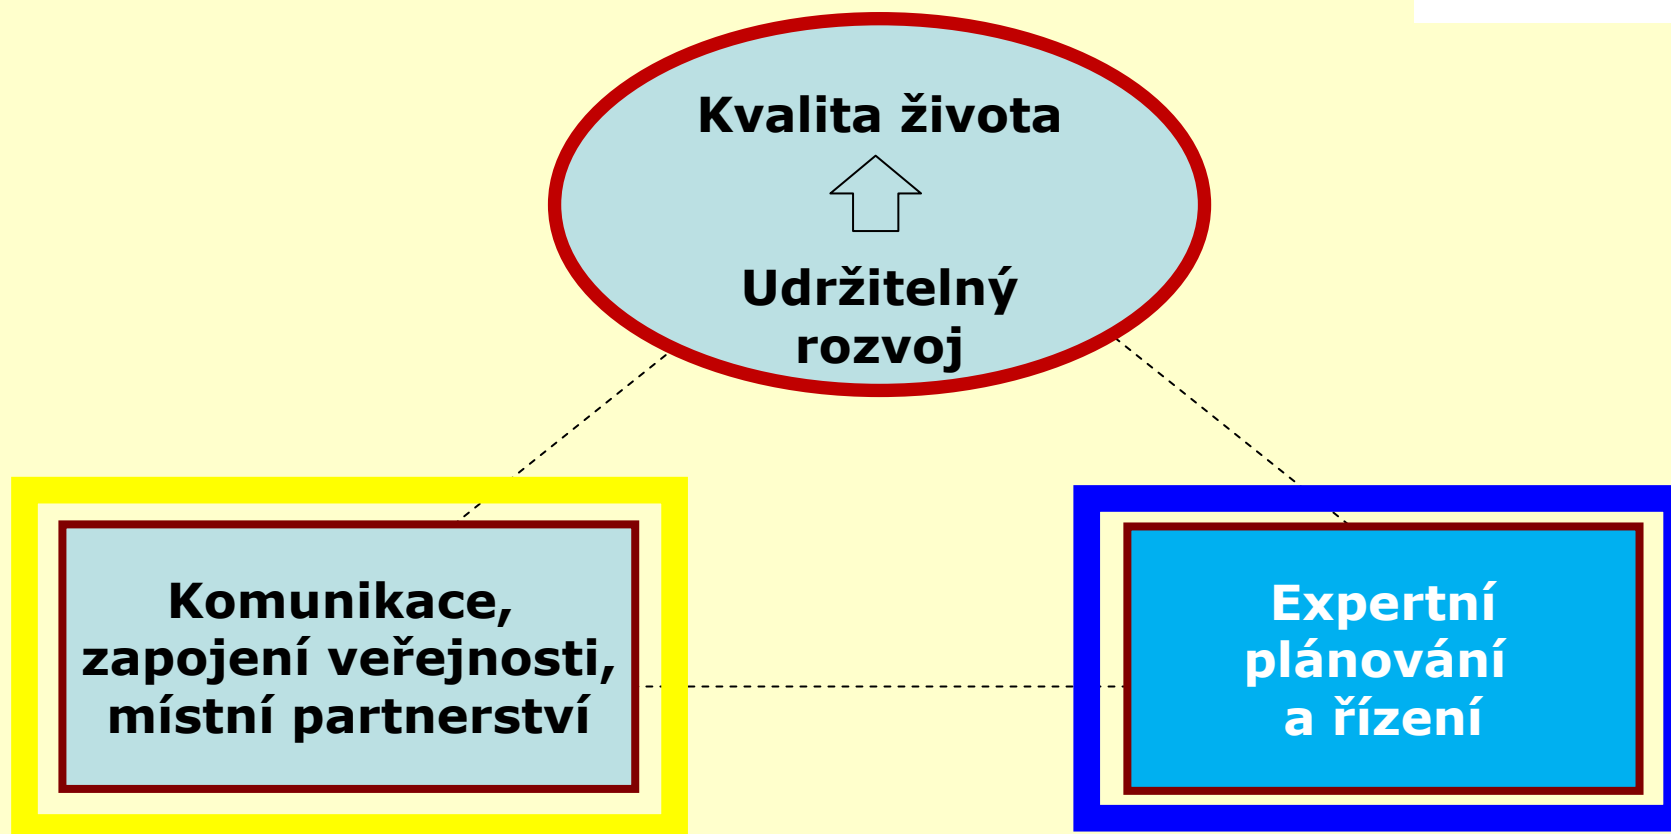 Kvalita života
Udržitelný
rozvoj
Komunikace,
zapojení veřejnosti,
místní partnerství
Expertní
plánování
a řízení